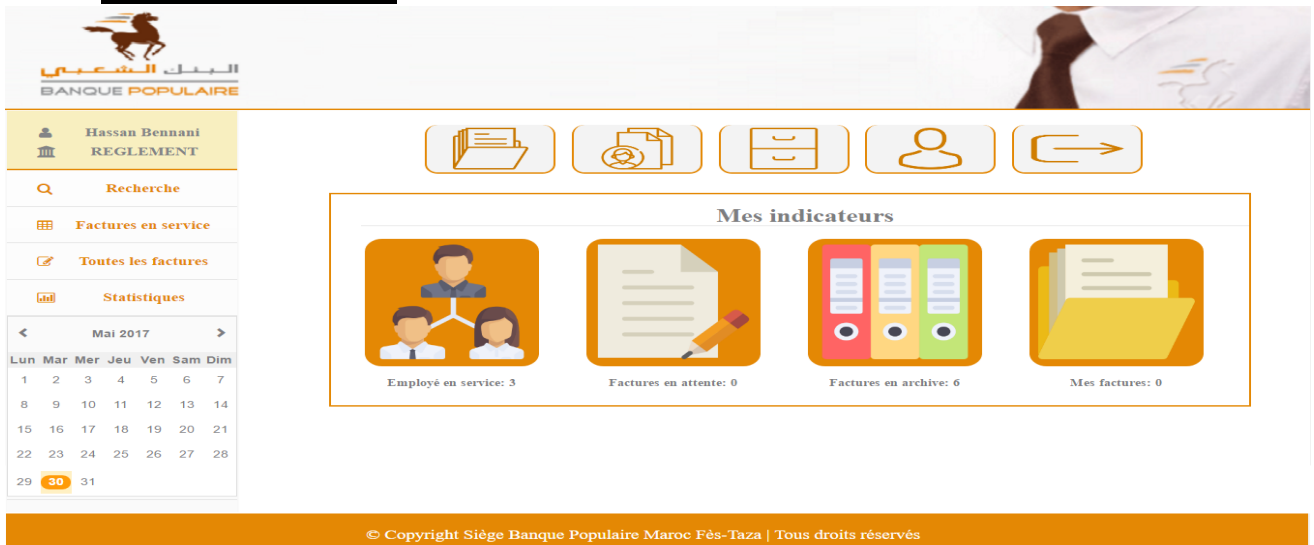 البنك الشعبي
BANQUE POPULAIRE
Hassan Bennani
REGLEMENT
Recherche
Factures en service
Toutes les factures
Statistiques
< Mai 2017 >
Lun Mar Mer Jeu Ven Sam Dim
1 2 3 4 5 6 7
8 9 10 11 12 13 14
15 16 17 18 19 20 21
22 23 24 25 26 27 28
29 30 31
Mes indicateurs
Employé en service: 3
Factures en attente: 0
Factures en archive: 6
Mes factures: 0
© Copyright Siège Banque Populaire Maroc Fès-Taza | Tous droits réservés